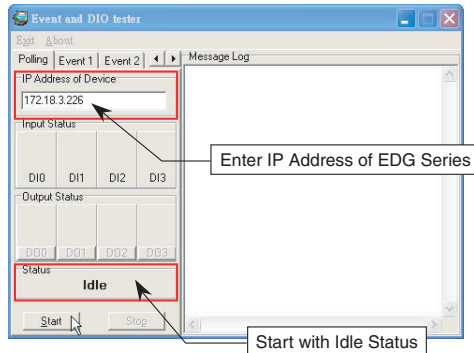 Event and DIO tester
Exit About
Polling Event 1 Event 2
Message Log
IP Address of Device
172.18.3.226
Input Status
Enter IP Address of EDG Series
DI0 DI1 DI2 DI3
Output Status
DO0 DO1 DO2 DO3
Status
Idle
Start Stop
Start with Idle Status